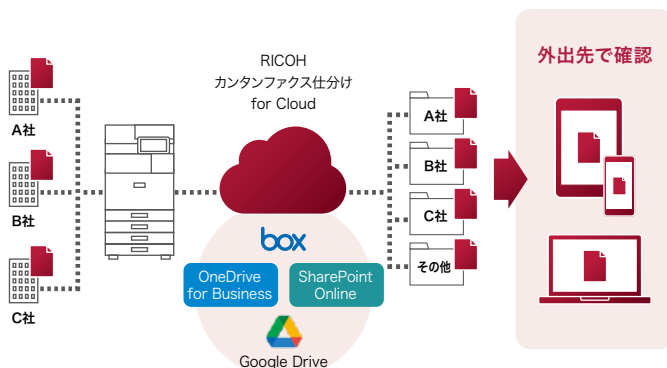 A社
B社
C社
RICOH
カンタンファクス仕分け
for Cloud
box
OneDrive
for Business
SharePoint
Online
Google Drive
A社
B社
C社
その他
外出先で確認